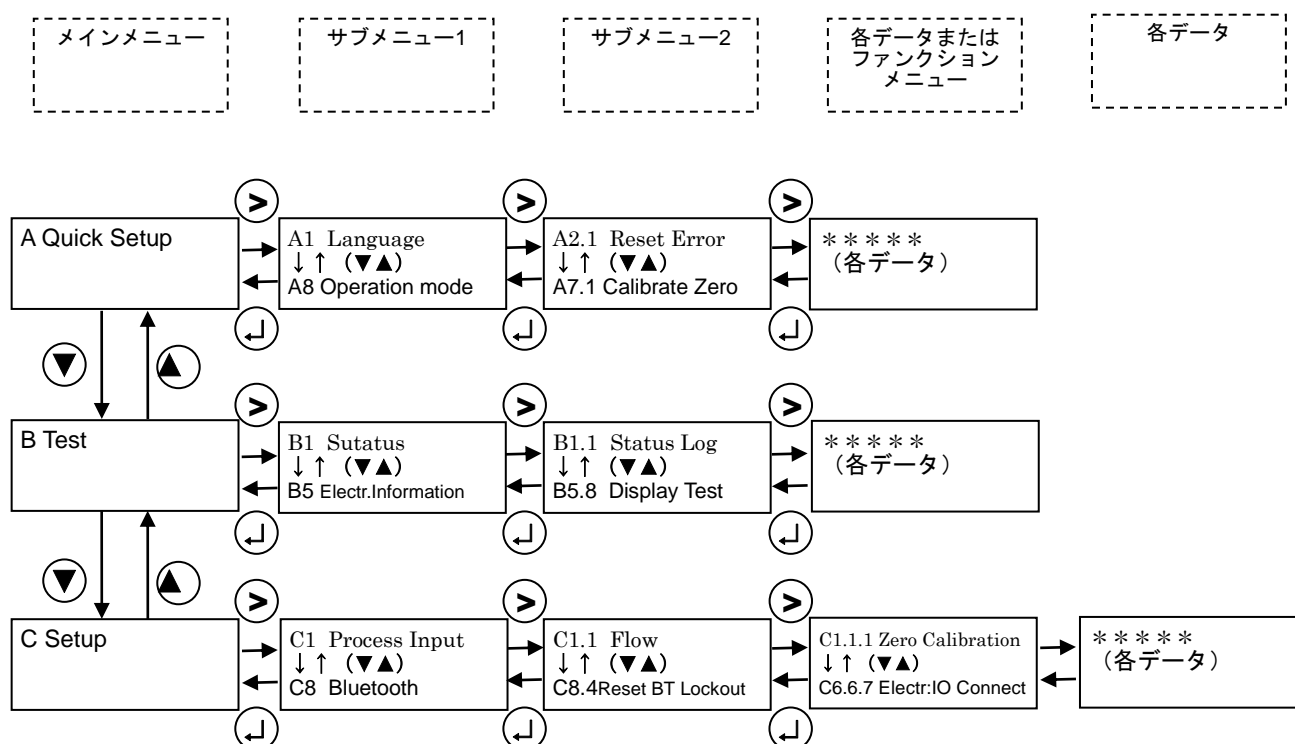 メインメニュー
サブメニュー1
サブメニュー2
各データまたは
ファンクション
メニュー
各データ
>
>
>
A Quick Setup
A1 Language
↓↑ (▼▲)
A8 Operation mode
A2.1 Reset Error
↓↑ (▼▲)
A7.1 Calibrate Zero
*****
(各データ)
▼
▲
>
>
>
B Test
B1 Sutatus
↓↑ (▼▲)
B5 Electr.Information
B1.1 Status Log
↓↑ (▼▲)
B5.8 Display Test
*****
(各データ)
▼
▲
>
>
>
C Setup
C1 Process Input
↓↑ (▼▲)
C8 Bluetooth
C1.1 Flow
↓↑ (▼▲)
C8.4Reset BT Lockout
C1.1.1 Zero Calibration
↓↑ (▼▲)
C6.6.7 Electr:IO Connect
*****
(各データ)